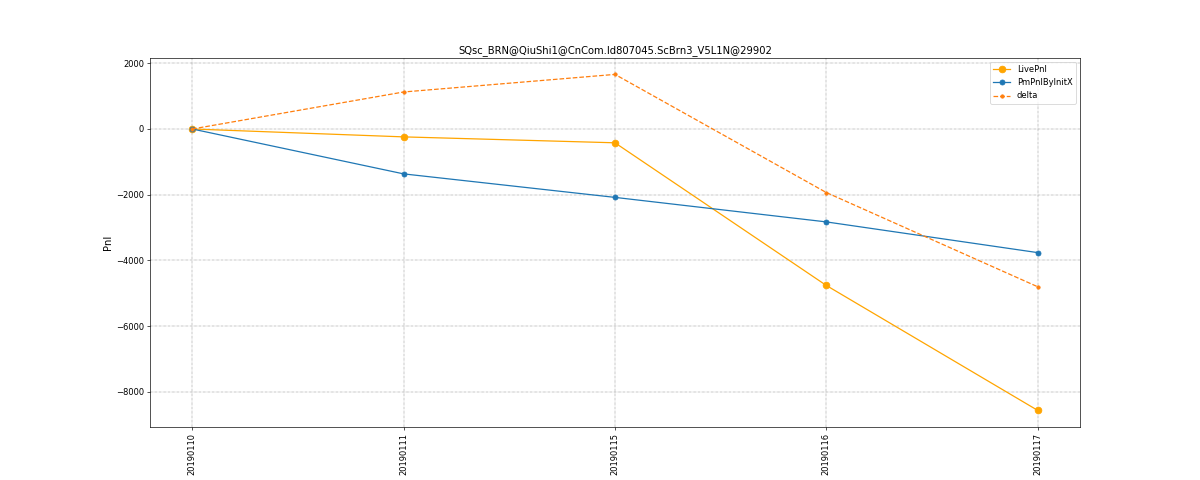 SQsc_BRN@QiuShi1@CnCom.Id807045.ScBrn3_V5L1N@29902
LivePnl
PmPnlByInitX
delta
2000
0
−2000
−4000
−6000
−8000
Pnl
20190110
20190111
20190115
20190116
20190117